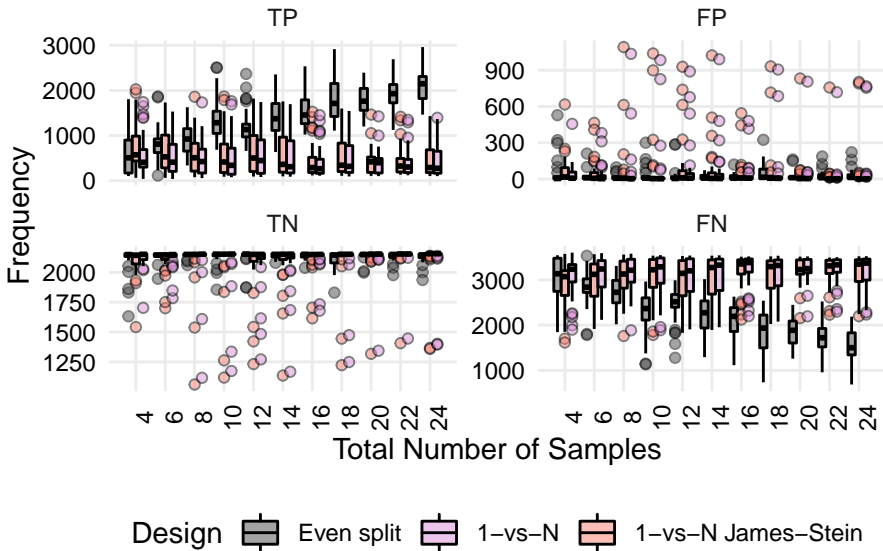 TP
FP
3000
2000
1000
0
900
600
300
0
Frequency
TN
FN
2000
1750
1500
1250
3000
2000
1000
4 6 8 10 12 14 16 18 20 22 24
4 6 8 10 12 14 16 18 20 22 24
Total Number of Samples
Design Even split 1−vs−N 1−vs−N James−Stein